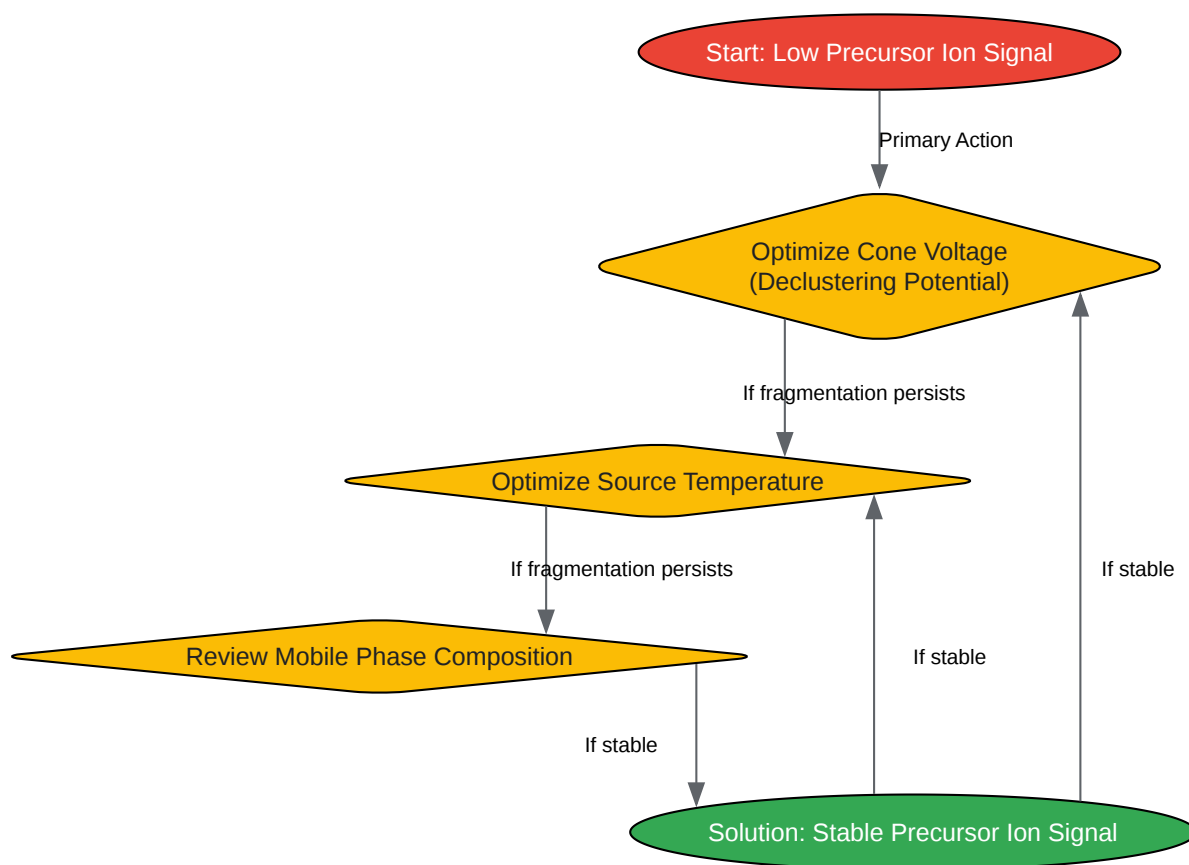 Start: Low Precursor Ion Signal
Primary Action
Optimize Cone Voltage
(Declustering Potential)
If fragmentation persists
Optimize Source Temperature
If fragmentation persists
If stable
Review Mobile Phase Composition
If stable
If stable
Solution: Stable Precursor Ion Signal